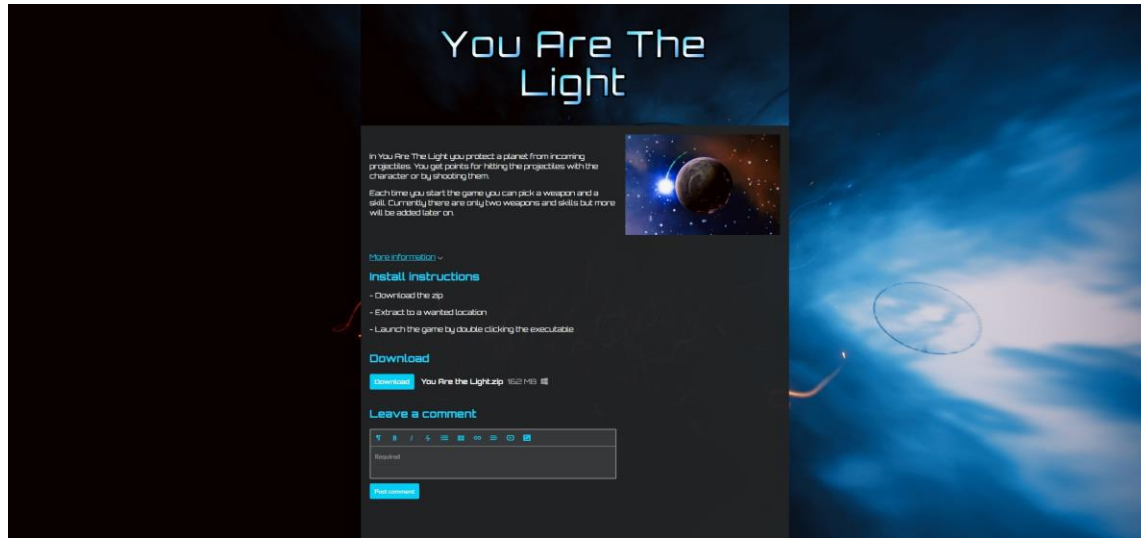 You Are The
Light
In You Are The Light you protect a planet from incoming
projectiles. You get points for hitting the projectiles with the
character or by shooting them.
Each time you start the game you can pick a weapon and a
skill. Currently there are only two weapons and skills but more
will be added later on.
More information
Install instructions
- Download the zip
- Extract to a wanted location
- Launch the game by double clicking the executable
Download
Download You Are the Light.zip 162 MB
Leave a comment
Required
Post comment